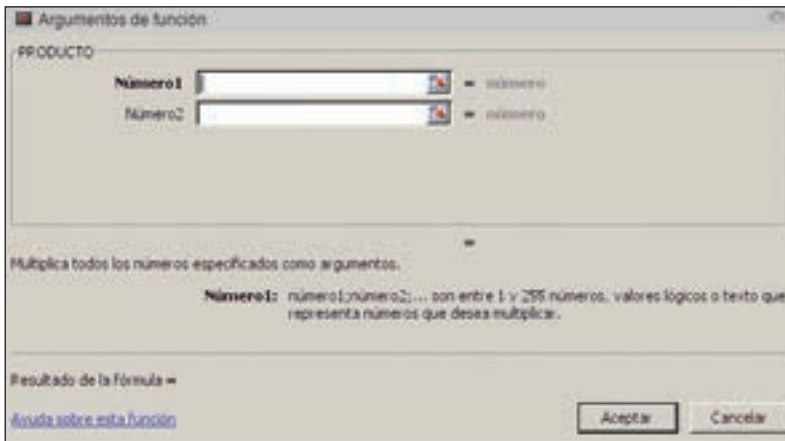 Argumentos de función
PRODUCTO
Número1 = número
Número2 = número
=
Multiplica todos los números especificados como argumentos.
Número1: número1;número2;... son entre 1 y 255 números, valores lógicos o texto que
representa números que desea multiplicar.
Resultado de la fórmula =
Ayuda sobre esta función
Aceptar
Cancelar